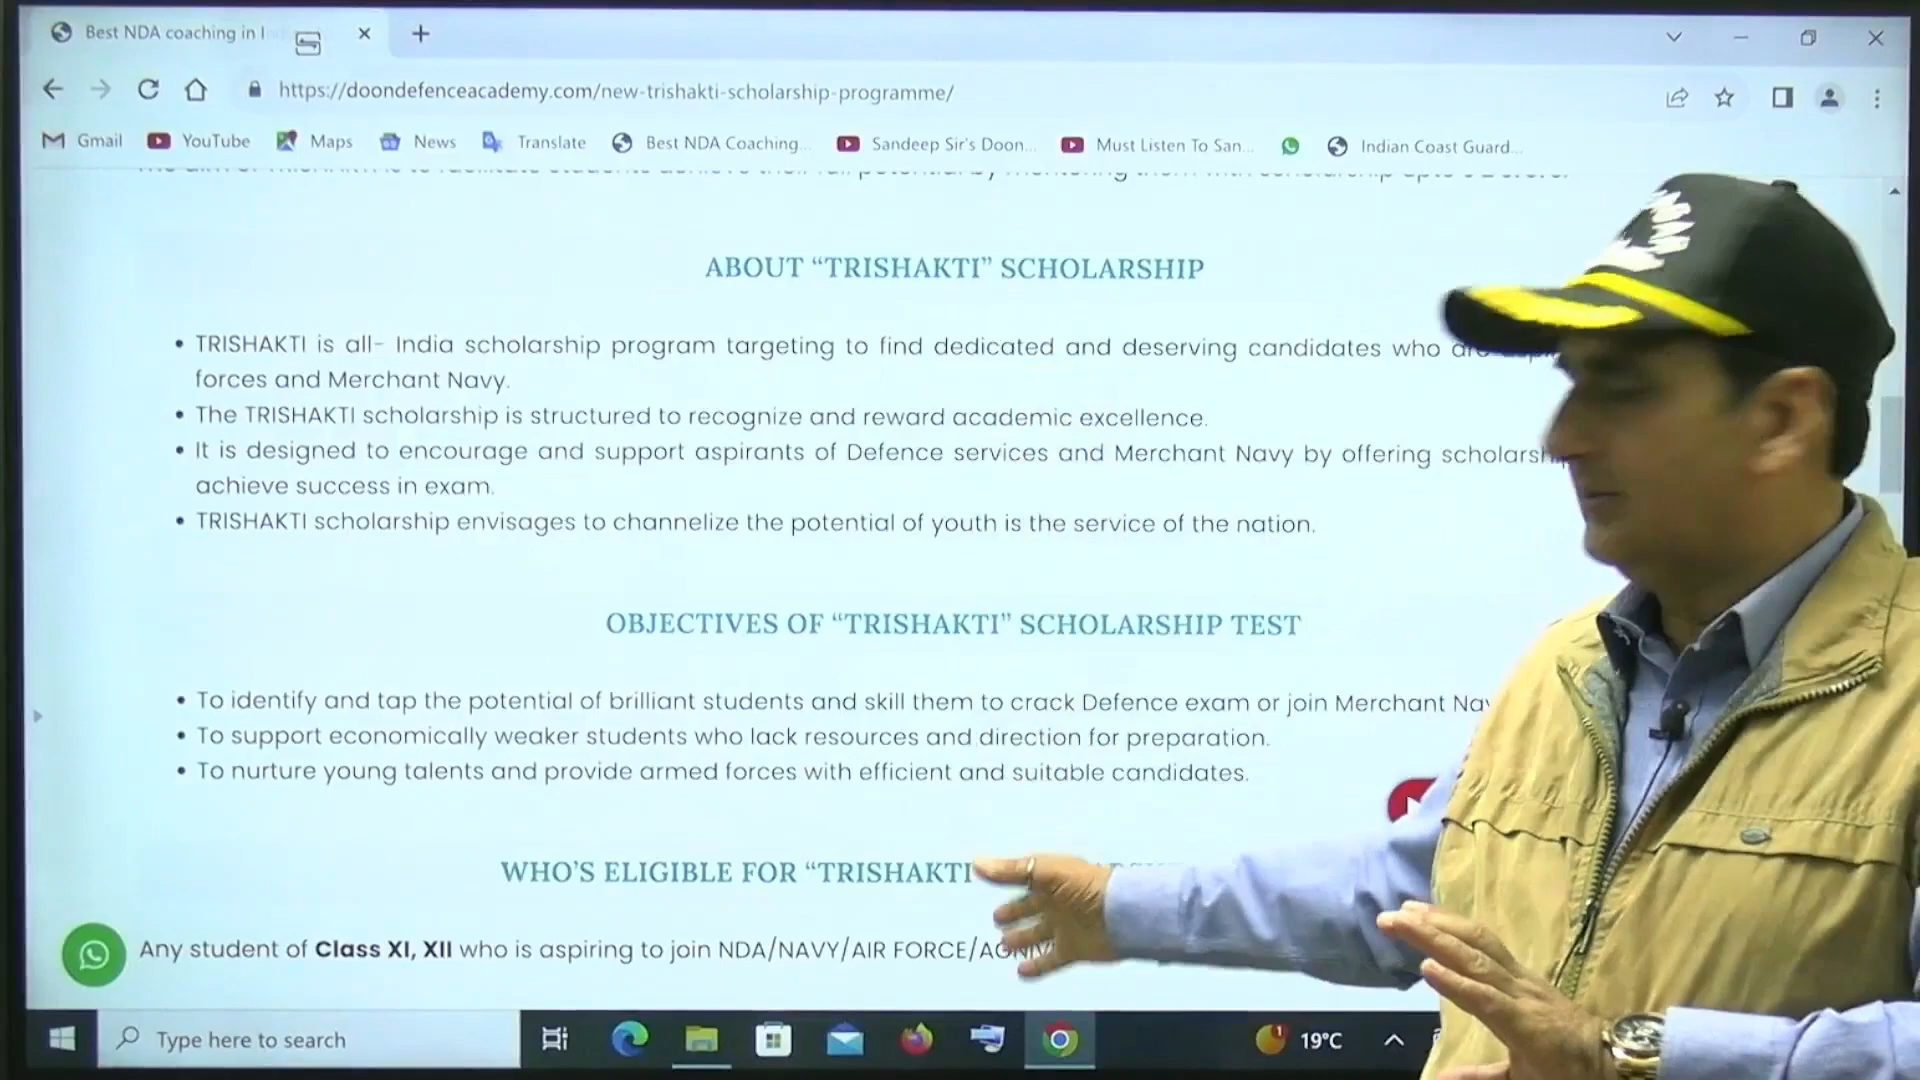 Best NDA coaching in I
https://doondefenceacademy.com/new-trishakti-scholarship-programme/
Gmail YouTube Maps News Translate Best NDA Coaching... Sandeep Sir's Doon... Must Listen To San... Indian Coast Guard...
ABOUT “TRISHAKTI” SCHOLARSHIP
• TRISHAKTI is all- India scholarship program targeting to find dedicated and deserving candidates who
forces and Merchant Navy.
• The TRISHAKTI scholarship is structured to recognize and reward academic excellence.
• It is designed to encourage and support aspirants of Defence services and Merchant Navy by offering
achieve success in exam.
• TRISHAKTI scholarship envisages to channelize the potential of youth is the service of the nation.
OBJECTIVES OF “TRISHAKTI” SCHOLARSHIP TEST
• To identify and tap the potential of brilliant students and skill them to crack Defence exam or join Merchant
• To support economically weaker students who lack resources and direction for preparation.
• To nurture young talents and provide armed forces with efficient and suitable candidates.
WHO'S ELIGIBLE FOR “TRISHAKTI
Any student of Class XI, XII who is aspiring to join NDA/NAVY/AIR FORCE/
Type here to search
1
19°C